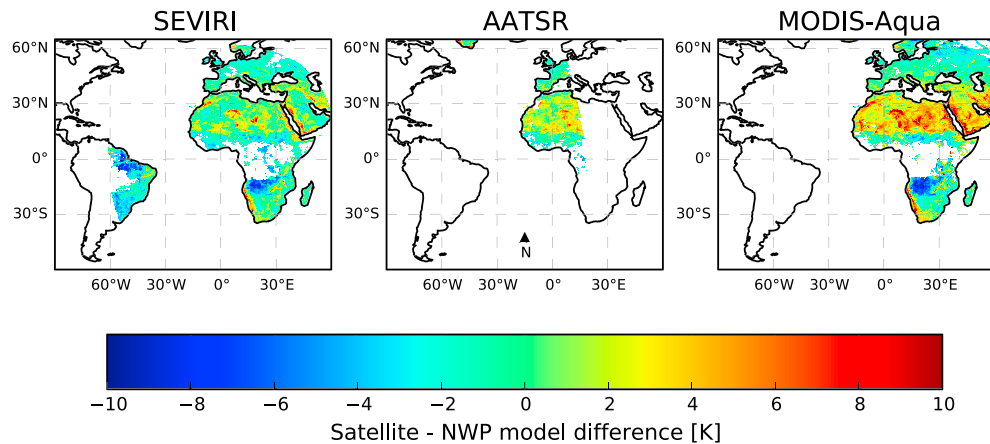 SEVIRI AATSR MODIS-Aqua
60°N 60°N 60°N
30°N 30°N 30°N
0° 0° 0°
30°S 30°S 30°S
N
60°W 30°W 0° 30°E 60°W 30°W 0° 30°E 60°W 30°W 0° 30°E
−10 −8 −6 −4 −2 0 2 4 6 8 10
Satellite - NWP model difference [K]